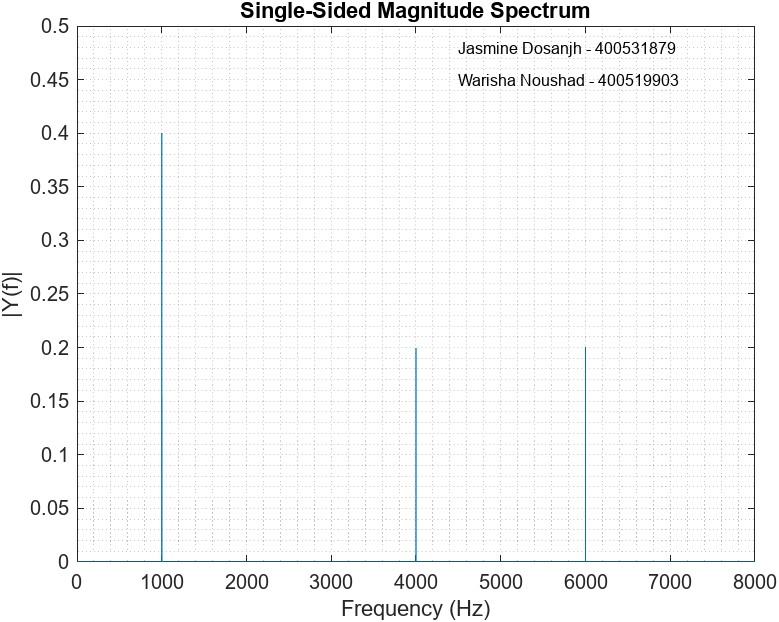 Single-Sided Magnitude Spectrum
Jasmine Dosanjh - 400531879
Warisha Noushad - 400519903
|Y(f)|
0.5
0.45
0.4
0.35
0.3
0.25
0.2
0.15
0.1
0.05
0
0 1000 2000 3000 4000 5000 6000 7000 8000
Frequency (Hz)